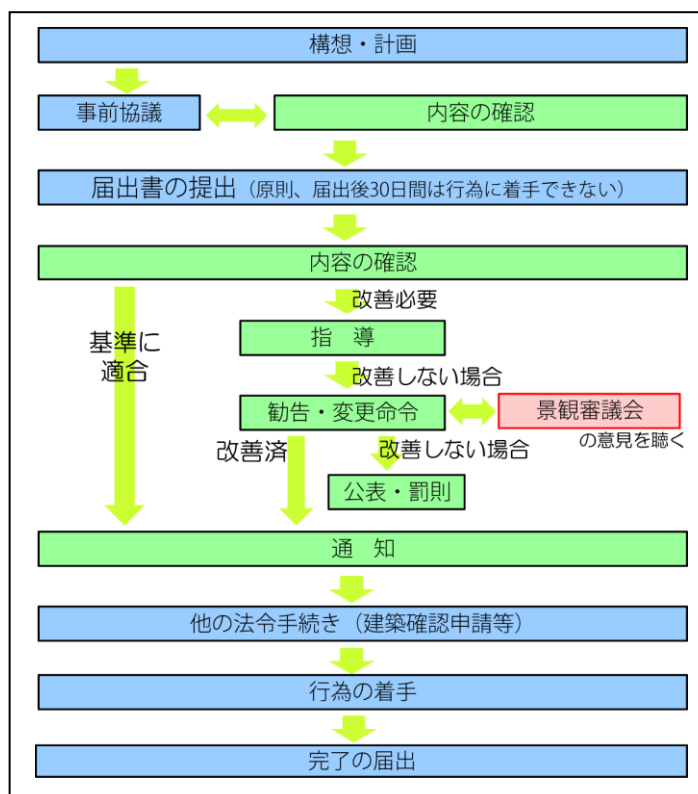 構想・計画
事前協議
内容の確認
届出書の提出（原則、届出後30日間は行為に着手できない）
内容の確認
改善必要
基準に
適合
指　導
改善しない場合
勧告・変更命令
景観審議会
の意見を聴く
改善済
改善しない場合
公表・罰則
通　知
他の法令手続き（建築確認申請等）
行為の着手
完了の届出